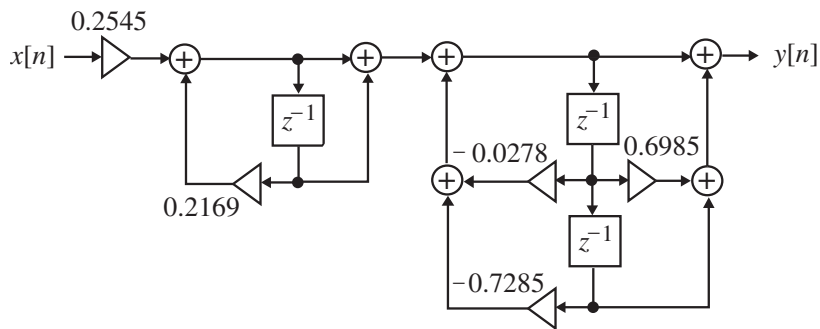 0.2545
x[n] + + + + y[n]
z⁻¹ z⁻¹
− 0.0278 0.6985
0.2169 + +
z⁻¹
−0.7285